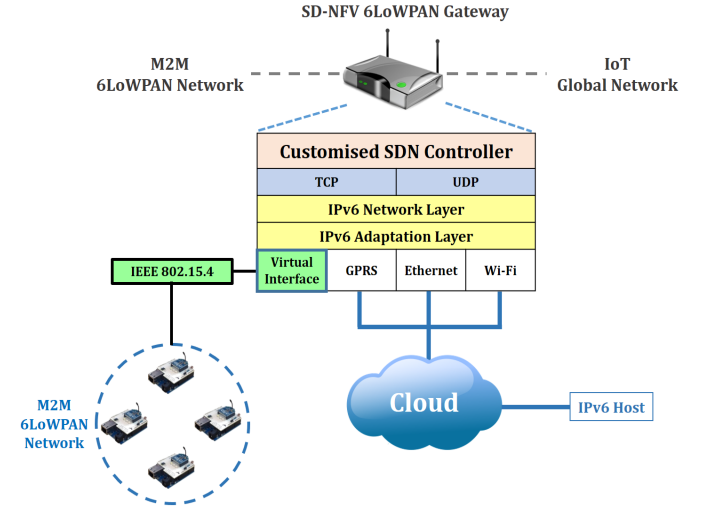 SD-NFV 6LoWPAN Gateway
M2M
6LoWPAN Network
IoT
Global Network
Customised SDN Controller
TCP
UDP
IPv6 Network Layer
IPv6 Adaptation Layer
IEEE 802.15.4
Virtual
Interface
GPRS
Ethernet
Wi-Fi
Cloud
IPv6 Host
M2M
6LoWPAN
Network